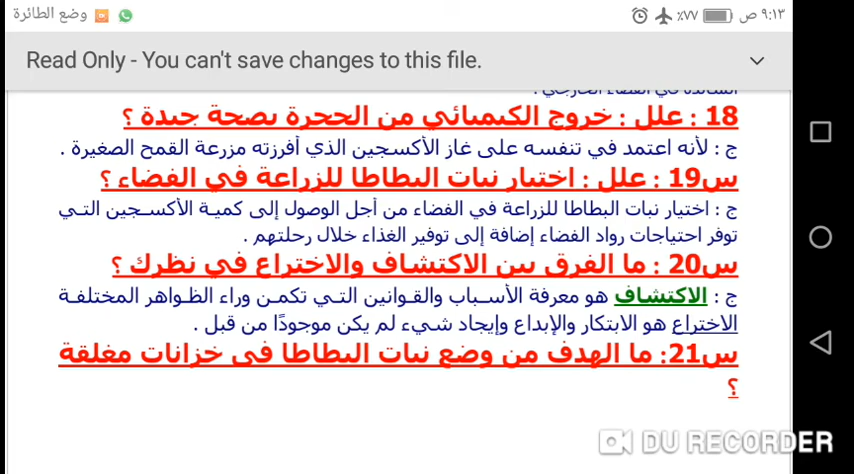 ٩:١٣ ص ٧٧٪ وضع الطائرة
Read Only - You can't save changes to this file.
السائدة في الفضاء الخارجي .
18 : علل : خروج الكيميائي من الحجرة بصحة جيدة ؟
ج : لأنه اعتمد في تنفسه على غاز الأكسجين الذي أفرزته مزرعة القمح الصغيرة .
س19 : علل : اختيار نبات البطاطا للزراعة في الفضاء ؟
ج : اختيار نبات البطاطا للزراعة في الفضاء من أجل الوصول إلى كمية الأكسجين التي
توفر احتياجات رواد الفضاء إضافة إلى توفير الغذاء خلال رحلتهم .
س20 : ما الفرق بين الاكتشاف والاختراع في نظرك ؟
ج : الاكتشاف هو معرفة الأسباب والقوانين التي تكمن وراء الظواهر المختلفة
الاختراع هو الابتكار والإبداع وإيجاد شيء لم يكن موجودًا من قبل .
س21: ما الهدف من وضع نبات البطاطا في خزانات مغلقة
؟
DU RECORDER